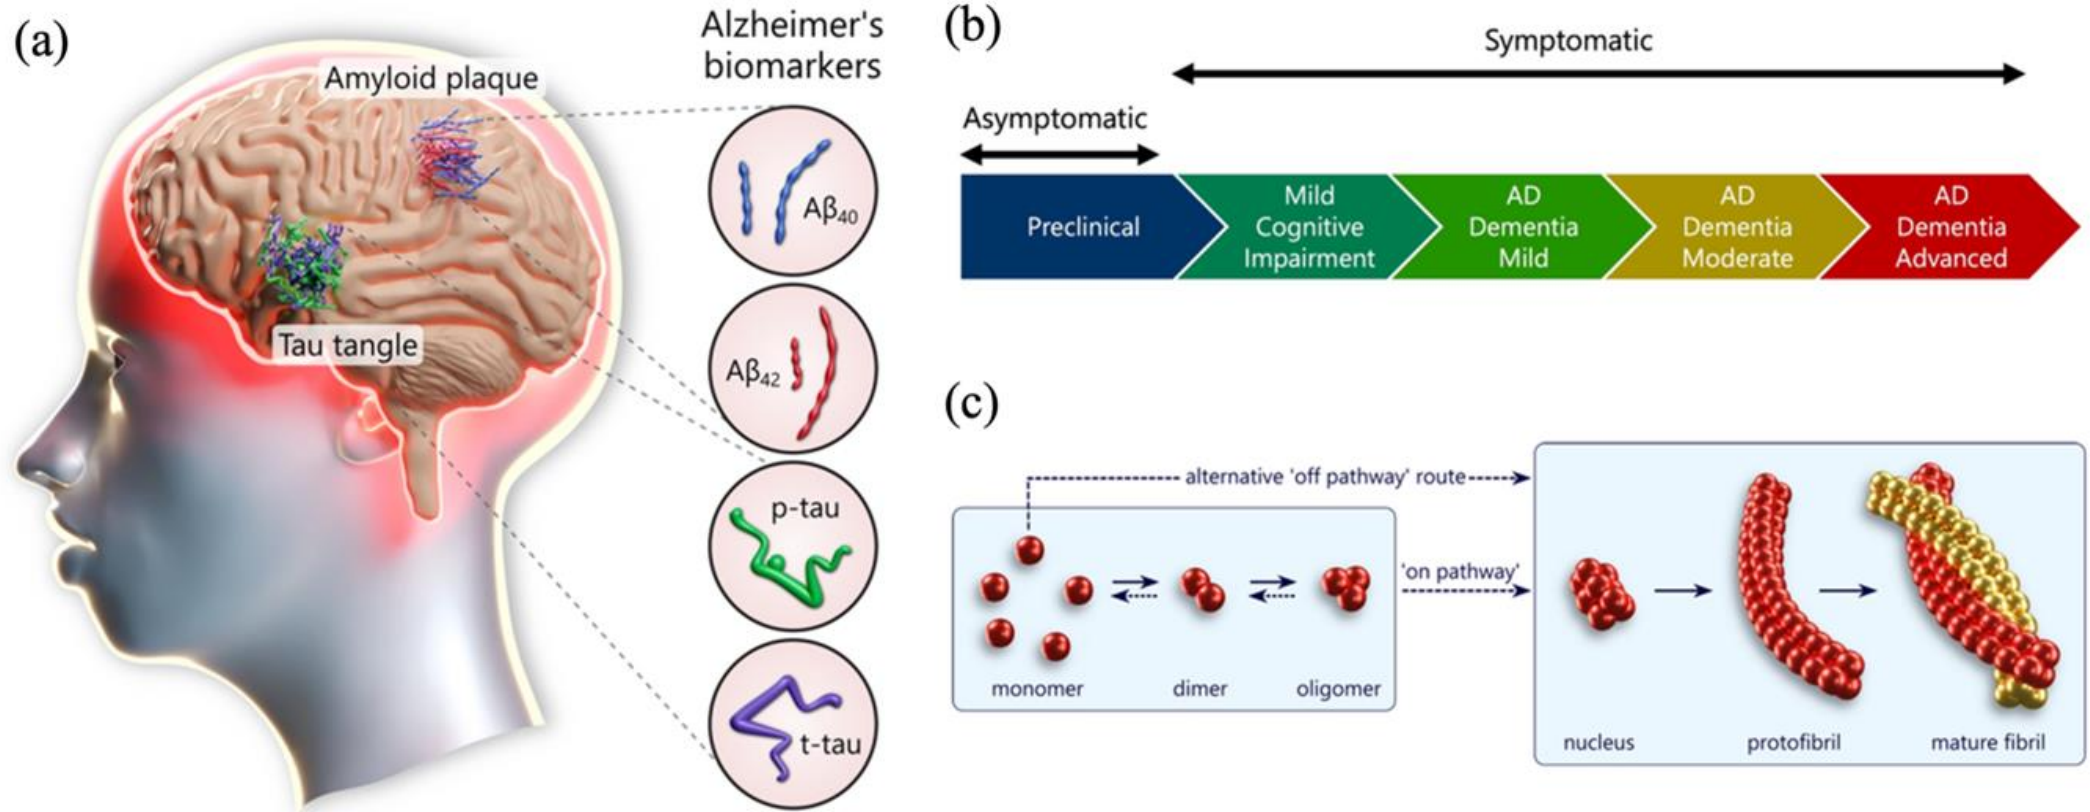 (a)
Amyloid plaque
Tau tangle
Alzheimer's
biomarkers
Aβ₄₀
Aβ₄₂
p-tau
t-tau
(b)
Symptomatic
Asymptomatic
Preclinical
Mild
Cognitive
Impairment
AD
Dementia
Mild
AD
Dementia
Moderate
AD
Dementia
Advanced
(c)
alternative 'off pathway' route
'on pathway'
monomer
dimer
oligomer
nucleus
protofibril
mature fibril